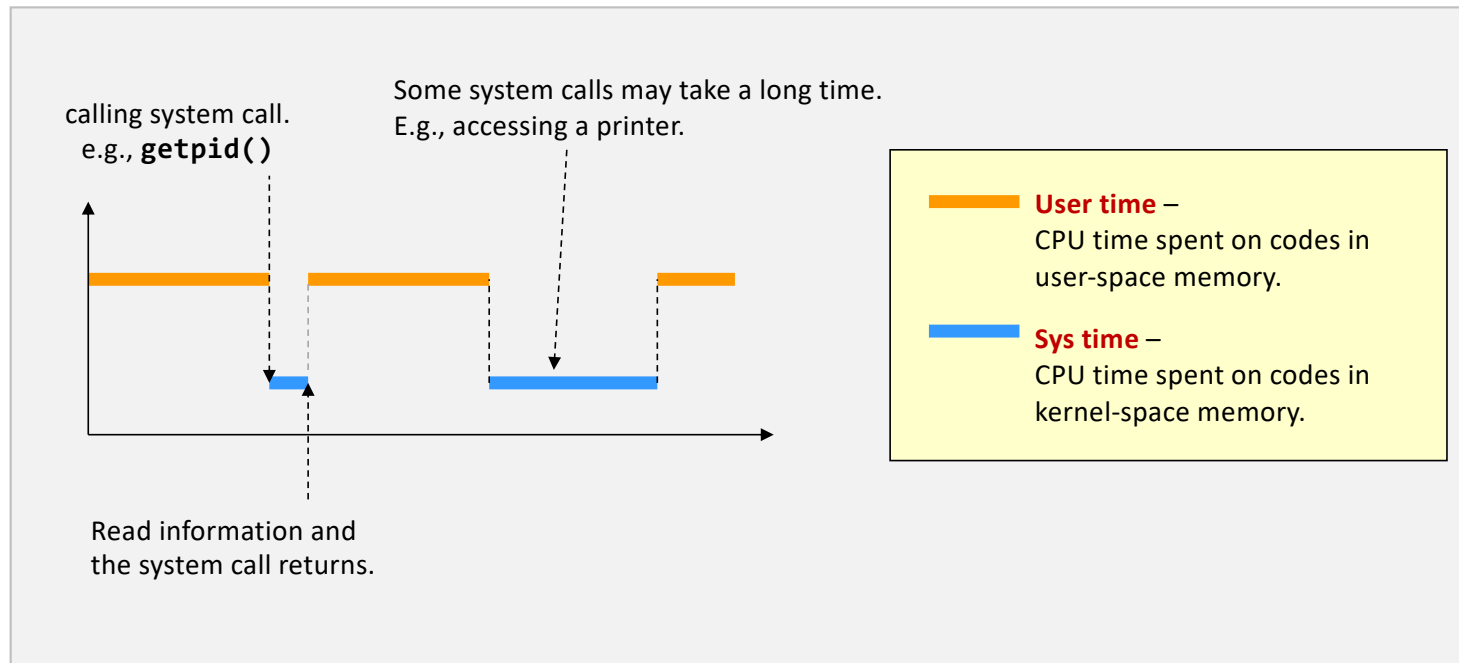 calling system call.
e.g., getpid()
Some system calls may take a long time.
E.g., accessing a printer.
Read information and
the system call returns.
User time –
CPU time spent on codes in
user-space memory.
Sys time –
CPU time spent on codes in
kernel-space memory.